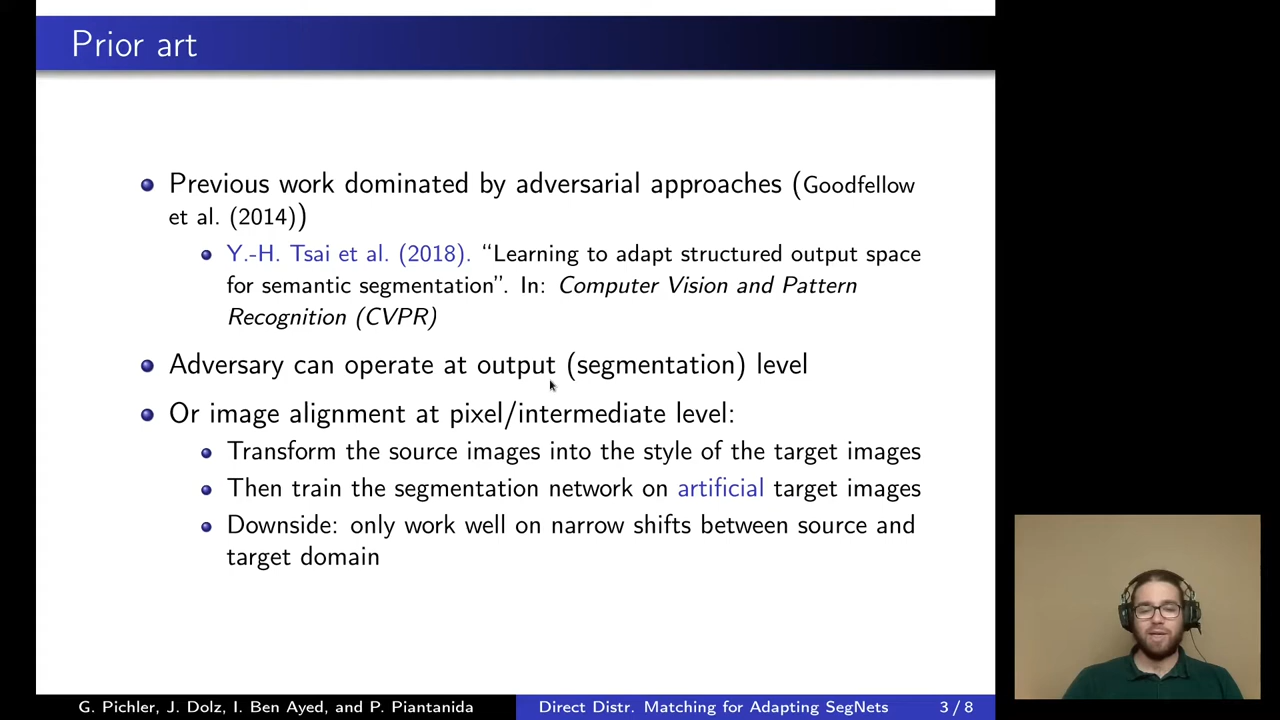 Prior art
Previous work dominated by adversarial approaches (Goodfellow
et al. (2014))
Y.-H. Tsai et al. (2018). “Learning to adapt structured output space
for semantic segmentation”. In: Computer Vision and Pattern
Recognition (CVPR)
Adversary can operate at output (segmentation) level
Or image alignment at pixel/intermediate level:
Transform the source images into the style of the target images
Then train the segmentation network on artificial target images
Downside: only work well on narrow shifts between source and
target domain
G. Pichler, J. Dolz, I. Ben Ayed, and P. Piantanida Direct Distr. Matching for Adapting SegNets 3 / 8